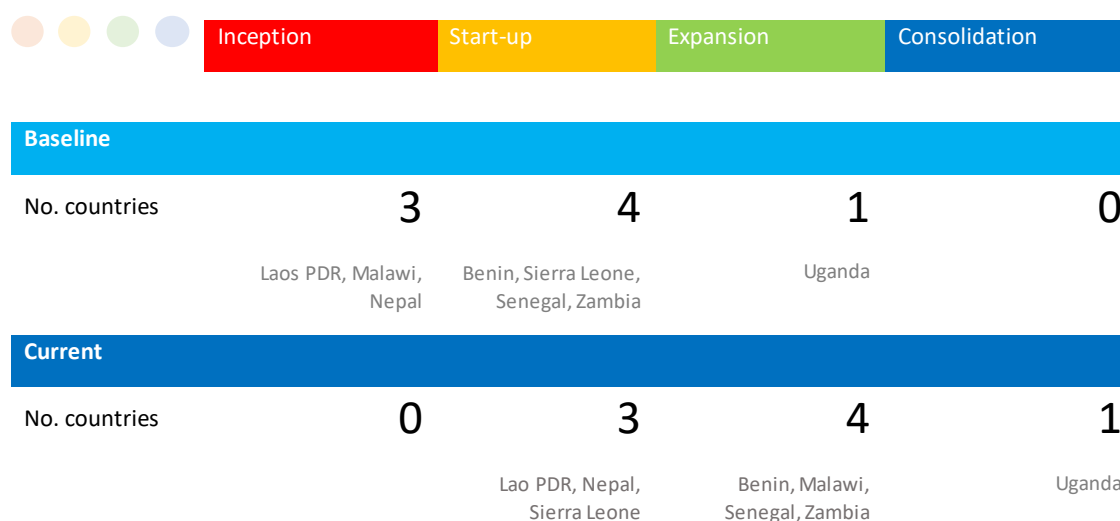 Inception Start-up Expansion Consolidation
Baseline
No. countries 3 4 1 0
Laos PDR, Malawi, Benin, Sierra Leone, Uganda
Nepal Senegal, Zambia
Current
No. countries 0 3 4 1
Lao PDR, Nepal, Benin, Malawi, Uganda
Sierra Leone Senegal, Zambia